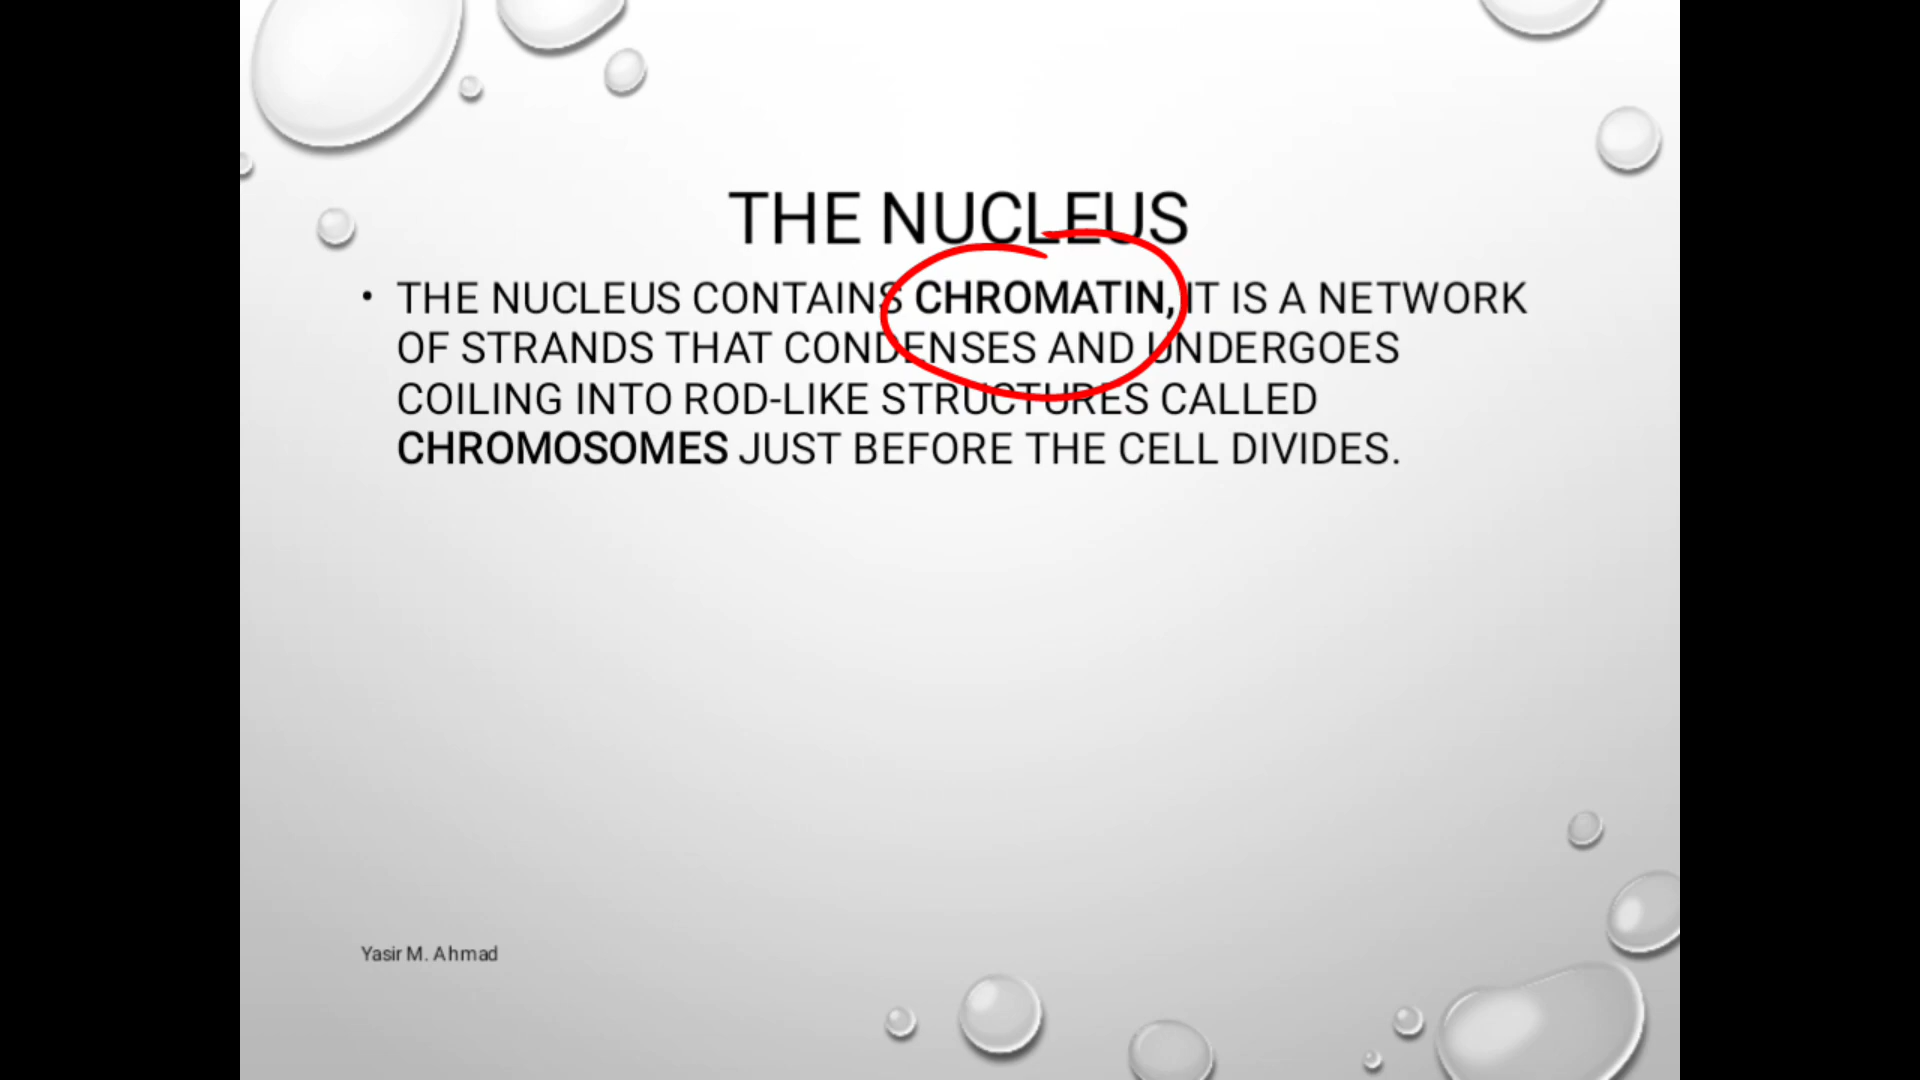 THE NUCLEUS
• THE NUCLEUS CONTAINS CHROMATIN, IT IS A NETWORK
OF STRANDS THAT CONDENSES AND UNDERGOES
COILING INTO ROD-LIKE STRUCTURES CALLED
CHROMOSOMES JUST BEFORE THE CELL DIVIDES.
Yasir M. Ahmad